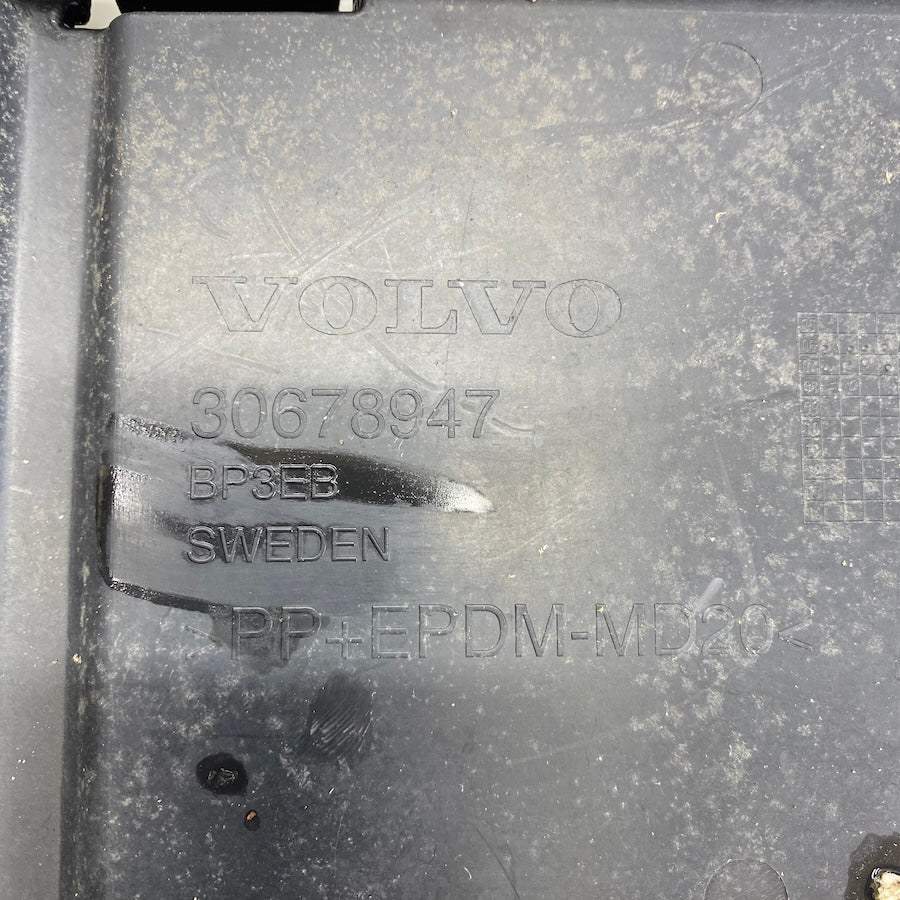 VOLVO
30678947
BP3EB
SWEDEN
>PP+EPDM-MD20<